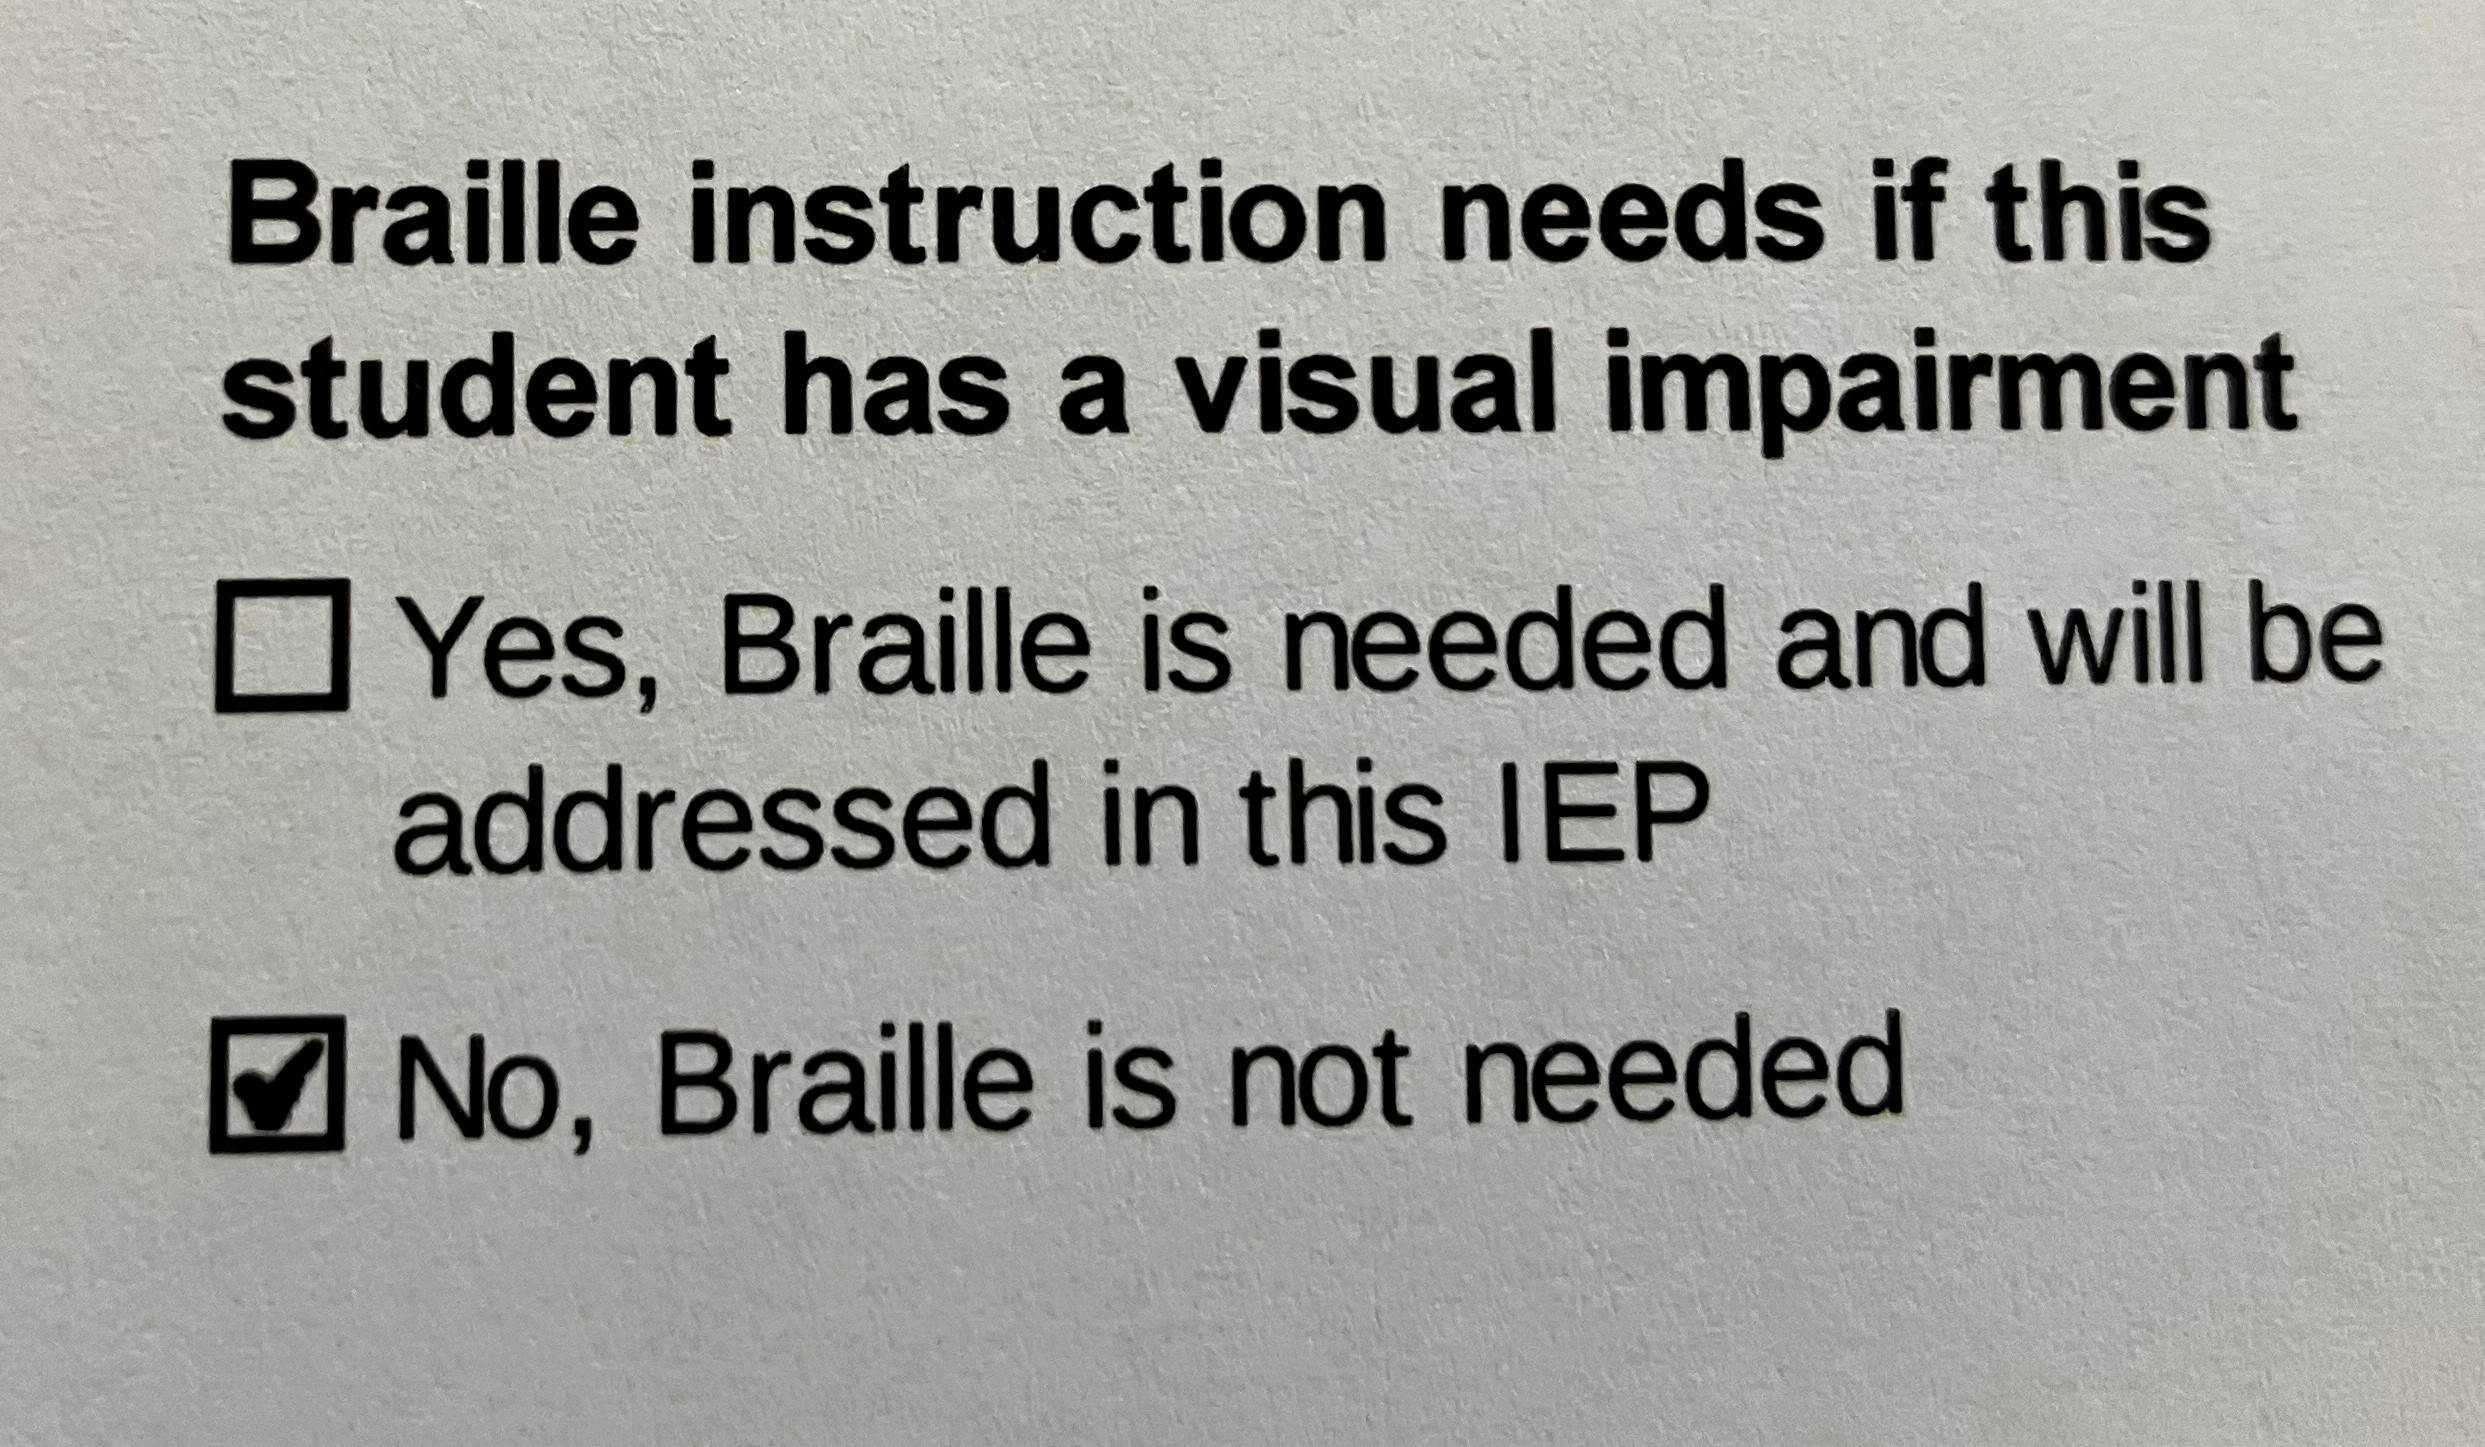 Braille instruction needs if this
student has a visual impairment
☐ Yes, Braille is needed and will be
addressed in this IEP
☑ No, Braille is not needed